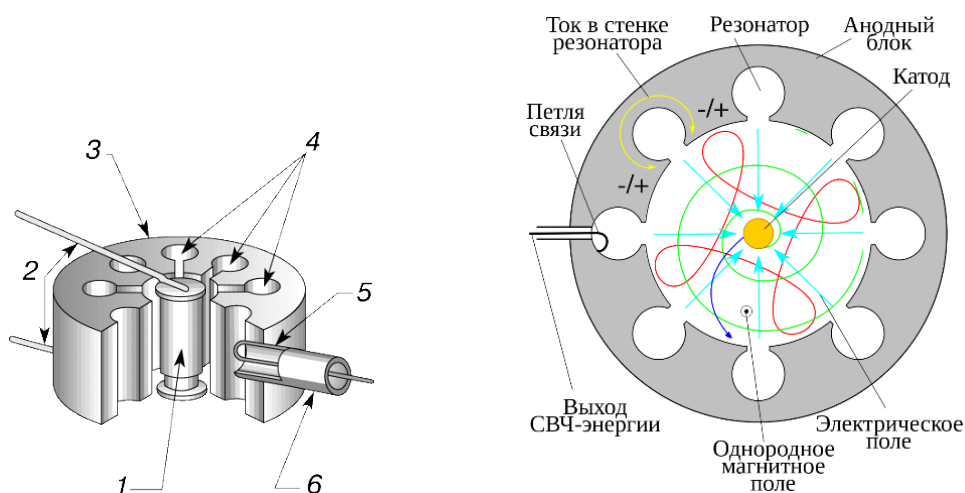 3
4
2
5
1
6
Ток в стенке
резонатора
Резонатор
Анодный
блок
Катод
Петля
связи
-/+
-/+
Выход
СВЧ-энергии
Однородное
магнитное
поле
Электрическое
поле